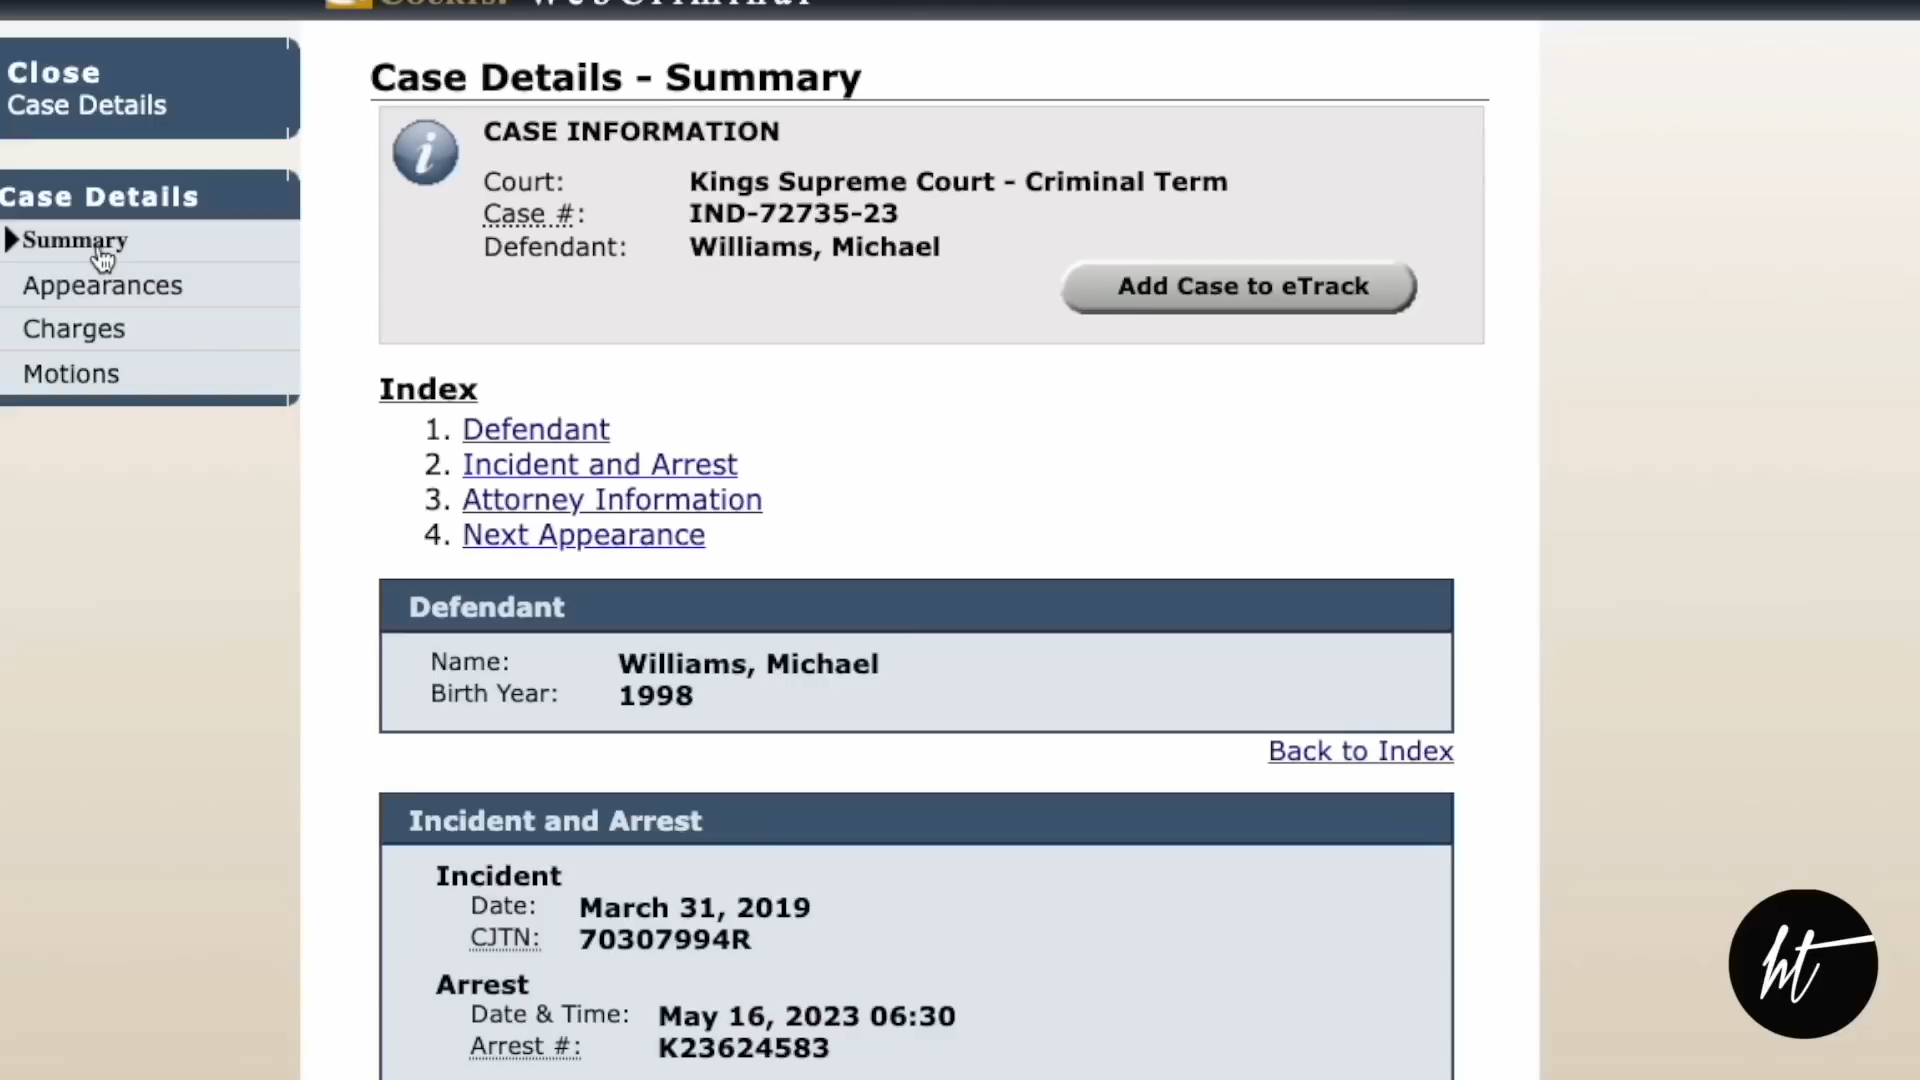 Close
Case Details
Case Details
Summary
Appearances
Charges
Motions
Case Details - Summary
CASE INFORMATION
Court: Kings Supreme Court - Criminal Term
Case #: IND-72735-23
Defendant: Williams, Michael
Add Case to eTrack
Index
1. Defendant
2. Incident and Arrest
3. Attorney Information
4. Next Appearance
Defendant
Name: Williams, Michael
Birth Year: 1998
Back to Index
Incident and Arrest
Incident
Date: March 31, 2019
CJTN: 70307994R
Arrest
Date & Time: May 16, 2023 06:30
Arrest #: K23624583
ht